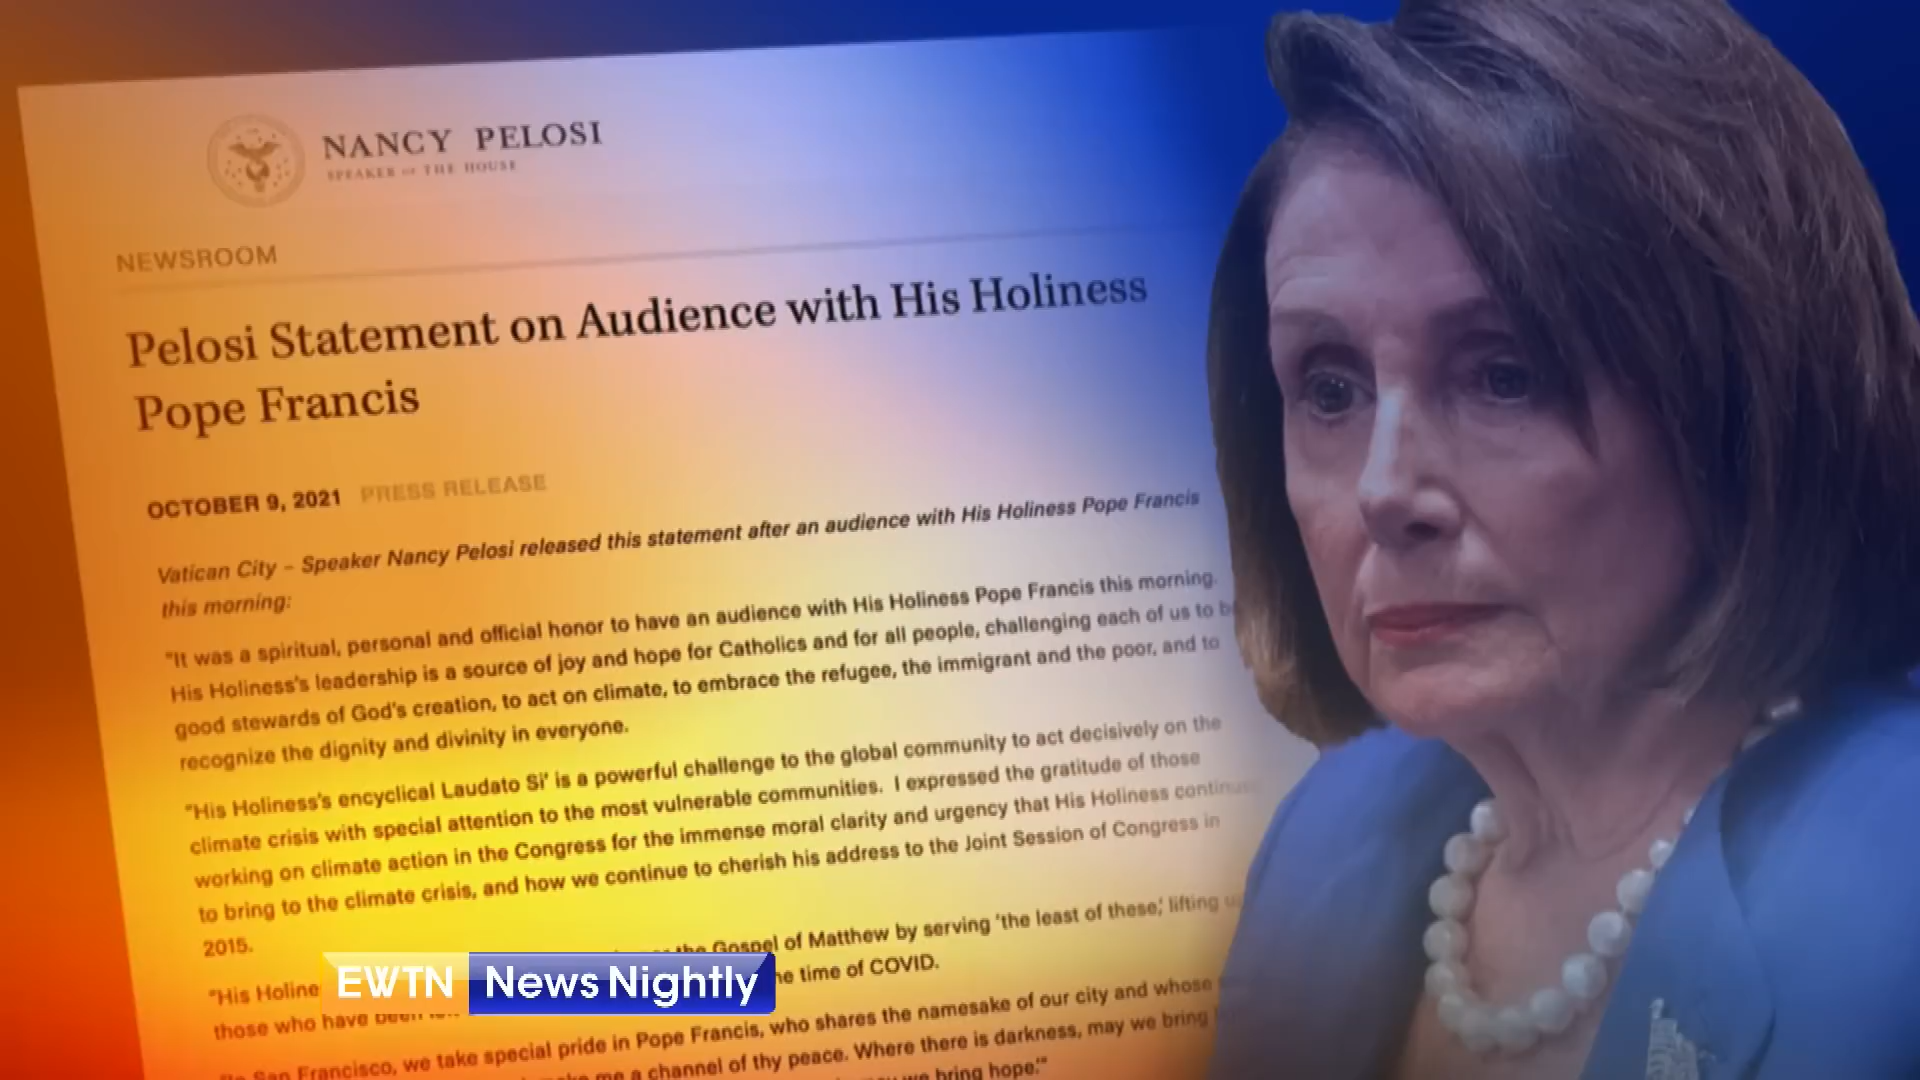 NANCY PELOSI
SPEAKER OF THE HOUSE
NEWSROOM
Pelosi Statement on Audience with His Holiness
Pope Francis
OCTOBER 9, 2021 PRESS RELEASE
Vatican City – Speaker Nancy Pelosi released this statement after an audience with His Holiness Pope Francis
this morning:
"It was a spiritual, personal and official honor to have an audience with His Holiness Pope Francis this morning.
His Holiness's leadership is a source of joy and hope for Catholics and for all people, challenging each of us to
good stewards of God's creation, to act on climate, to embrace the refugee, the immigrant and the poor, and to
recognize the dignity and divinity in everyone.
"His Holiness's encyclical Laudato Si' is a powerful challenge to the global community to act decisively on the
climate crisis with special attention to the most vulnerable communities. I expressed the gratitude of those
working on climate action in the Congress for the immense moral clarity and urgency that His Holiness
to bring to the climate crisis, and how we continue to cherish his address to the Joint Session of Congress in
2015.
"His the Gospel of Matthew by serving 'the least of these,' lifting
those who have been time of COVID.
San Francisco, we take special pride in Pope Francis, who shares the namesake of our city and whose
me a channel of thy peace. Where there is darkness, may we bring
we bring hope.'"
EWTN News Nightly